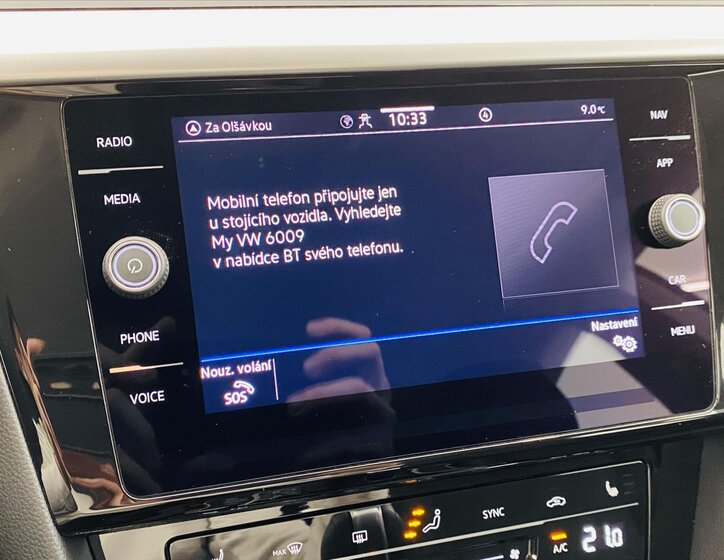 RADIO
MEDIA
PHONE
VOICE
Za Olšávkou
10:33
4
9.0°C
Mobilní telefon připojujte jen
u stojícího vozidla. Vyhledejte
My VW 6009
v nabídce BT svého telefonu.
Nouz. volání
SOS
Nastavení
NAV
APP
CAR
MENU
MAX
SYNC
A/C
21.0